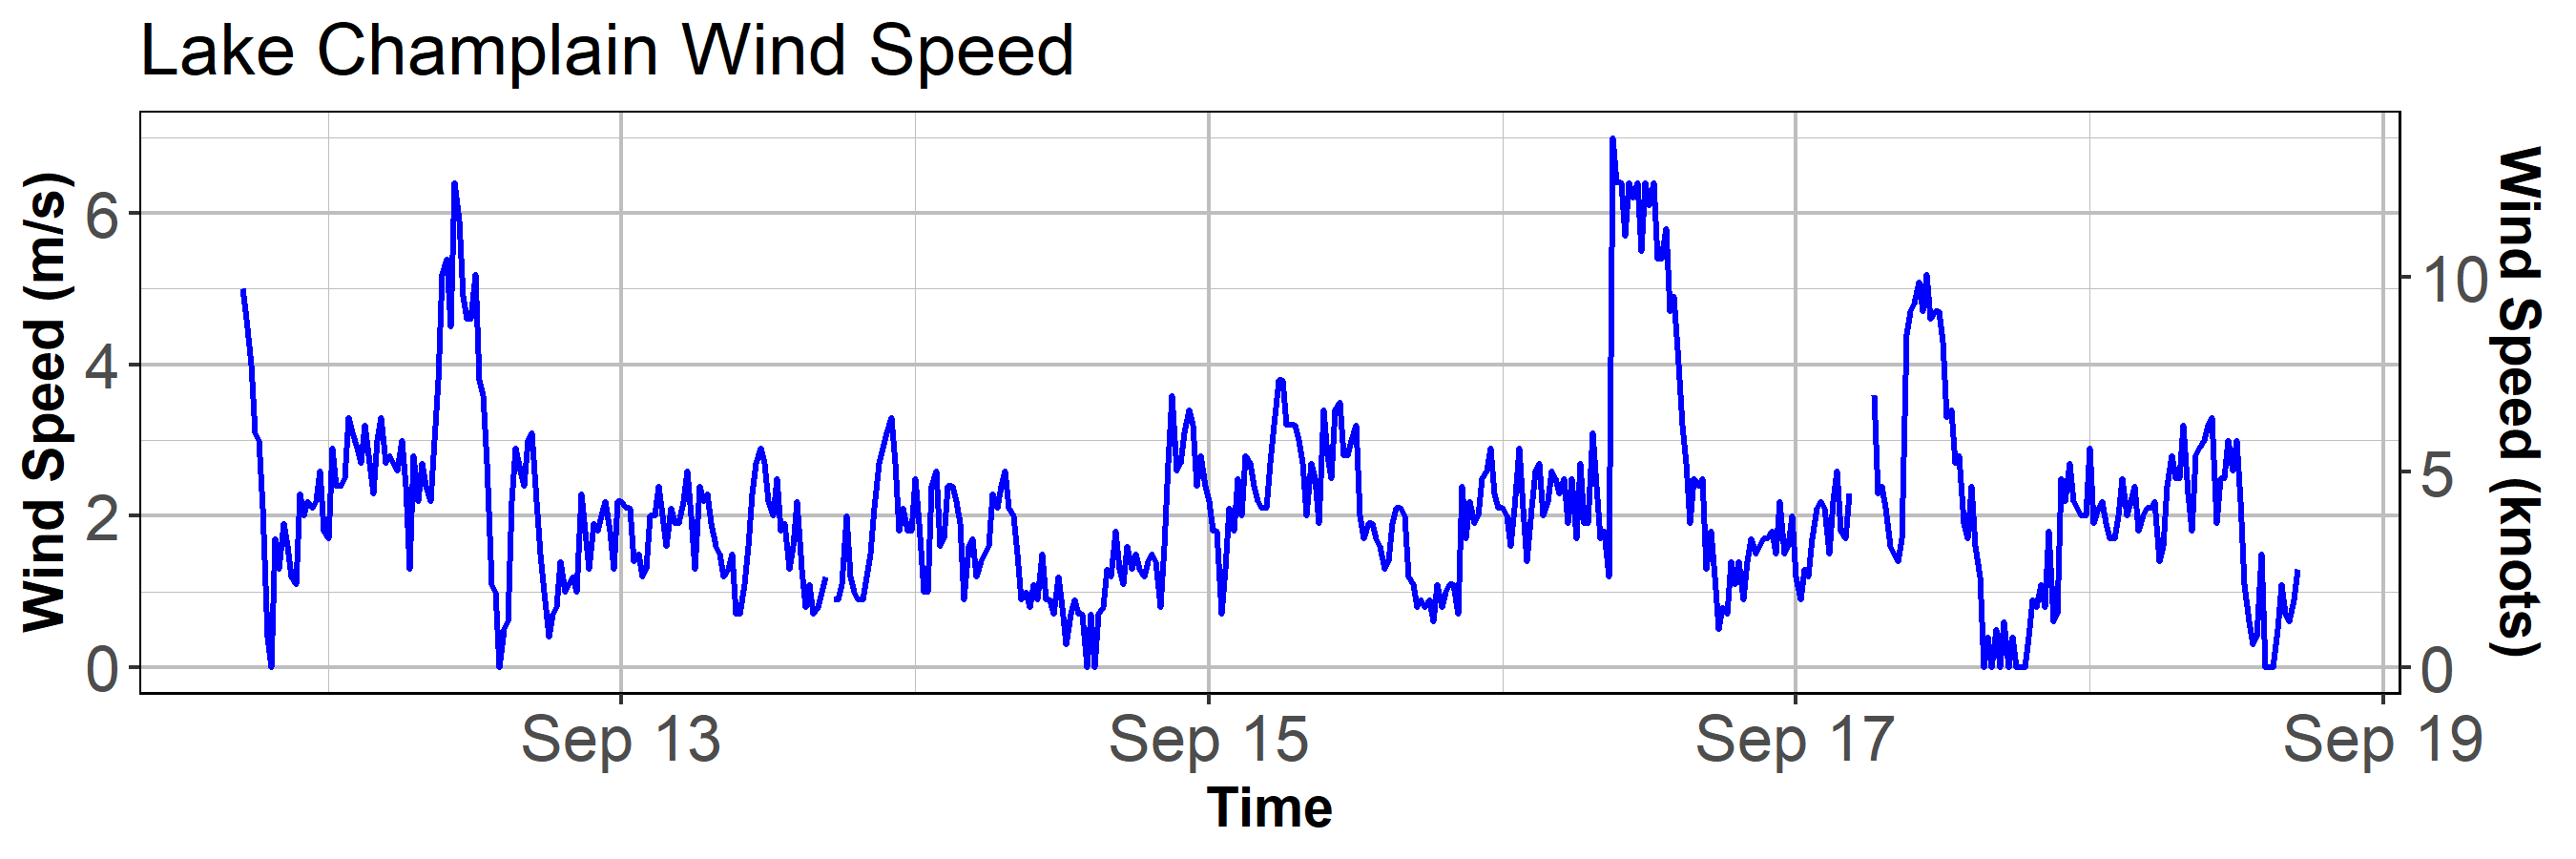 Lake Champlain Wind Speed
Wind Speed (m/s)
6
4
2
0
10
5
0
Wind Speed (knots)
Sep 13
Sep 15
Sep 17
Sep 19
Time